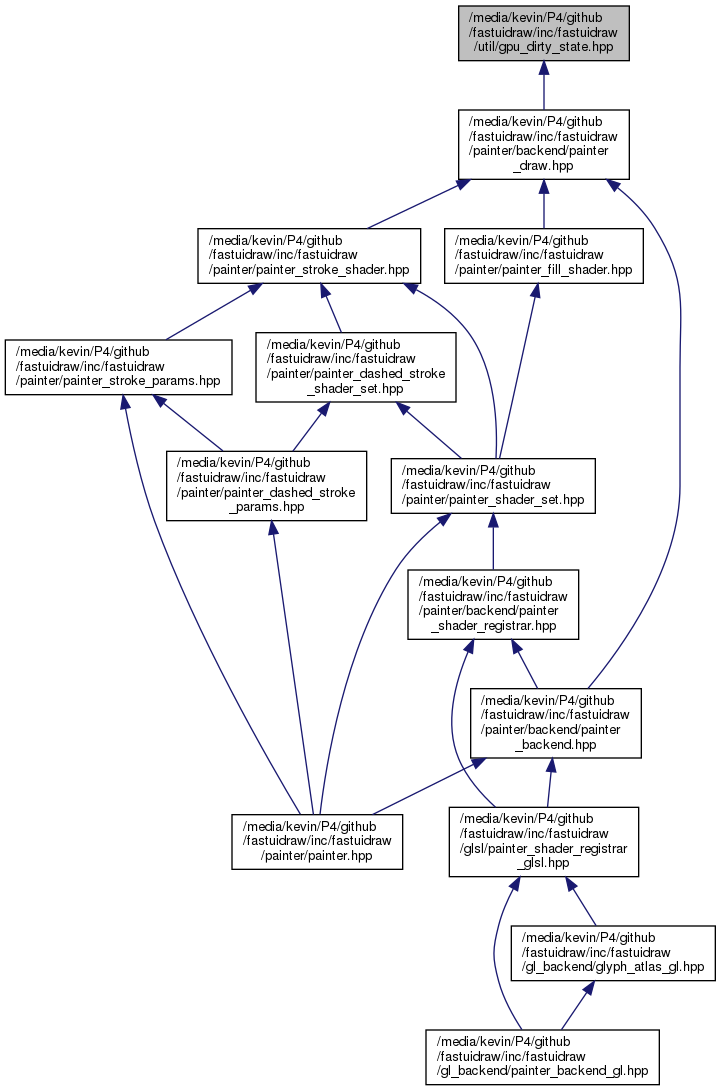 /media/kevin/P4/github
/fastuidraw/inc/fastuidraw
/util/gpu_dirty_state.hpp
/media/kevin/P4/github
/fastuidraw/inc/fastuidraw
/painter/backend/painter
_draw.hpp
/media/kevin/P4/github
/fastuidraw/inc/fastuidraw
/painter/painter_stroke_shader.hpp
/media/kevin/P4/github
/fastuidraw/inc/fastuidraw
/painter/painter_fill_shader.hpp
/media/kevin/P4/github
/fastuidraw/inc/fastuidraw
/painter/painter_stroke_params.hpp
/media/kevin/P4/github
/fastuidraw/inc/fastuidraw
/painter/painter_dashed_stroke
_shader_set.hpp
/media/kevin/P4/github
/fastuidraw/inc/fastuidraw
/painter/painter_dashed_stroke
_params.hpp
/media/kevin/P4/github
/fastuidraw/inc/fastuidraw
/painter/painter_shader_set.hpp
/media/kevin/P4/github
/fastuidraw/inc/fastuidraw
/painter/backend/painter
_shader_registrar.hpp
/media/kevin/P4/github
/fastuidraw/inc/fastuidraw
/painter/backend/painter
_backend.hpp
/media/kevin/P4/github
/fastuidraw/inc/fastuidraw
/painter/painter.hpp
/media/kevin/P4/github
/fastuidraw/inc/fastuidraw
/glsl/painter_shader_registrar
_glsl.hpp
/media/kevin/P4/github
/fastuidraw/inc/fastuidraw
/gl_backend/glyph_atlas_gl.hpp
/media/kevin/P4/github
/fastuidraw/inc/fastuidraw
/gl_backend/painter_backend_gl.hpp